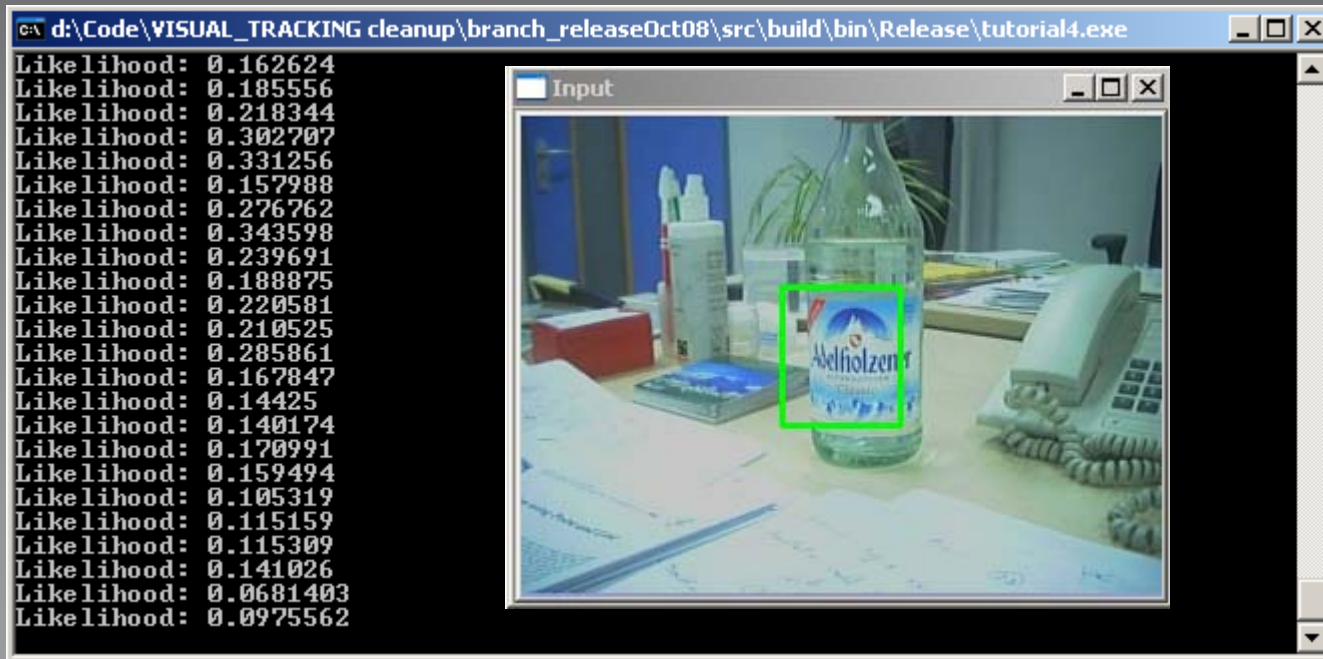 d:\Code\VISUAL_TRACKING cleanup\branch_releaseOct08\src\build\bin\Release\tutorial4.exe
Likelihood: 0.162624
Likelihood: 0.185556
Likelihood: 0.218344
Likelihood: 0.302707
Likelihood: 0.331256
Likelihood: 0.157988
Likelihood: 0.276762
Likelihood: 0.343598
Likelihood: 0.239691
Likelihood: 0.188875
Likelihood: 0.220581
Likelihood: 0.210525
Likelihood: 0.285861
Likelihood: 0.167847
Likelihood: 0.14425
Likelihood: 0.140174
Likelihood: 0.170991
Likelihood: 0.159494
Likelihood: 0.105319
Likelihood: 0.115159
Likelihood: 0.115309
Likelihood: 0.141026
Likelihood: 0.0681403
Likelihood: 0.0975562
Input
Adelholzener
Classic